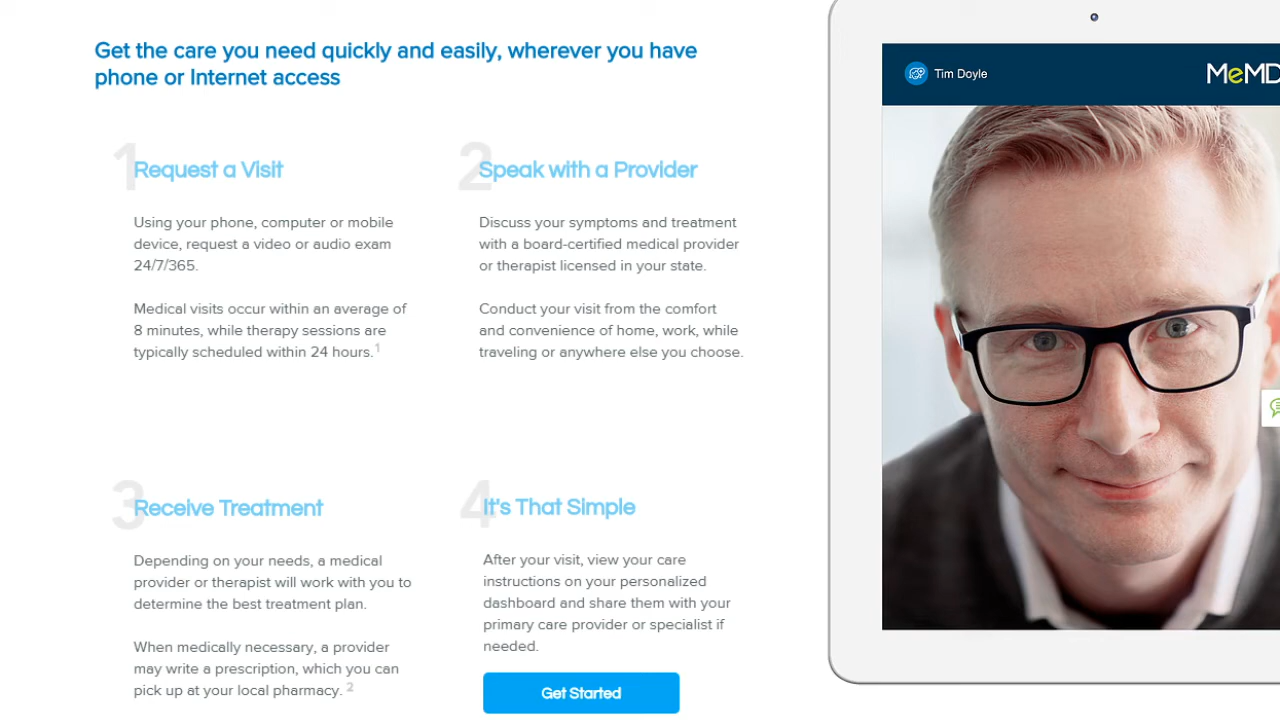 Get the care you need quickly and easily, wherever you have
phone or Internet access
Tim Doyle
MeMD
1
Request a Visit
Using your phone, computer or mobile
device, request a video or audio exam
24/7/365.
Medical visits occur within an average of
8 minutes, while therapy sessions are
typically scheduled within 24 hours.1
2
Speak with a Provider
Discuss your symptoms and treatment
with a board-certified medical provider
or therapist licensed in your state.
Conduct your visit from the comfort
and convenience of home, work, while
traveling or anywhere else you choose.
3
Receive Treatment
Depending on your needs, a medical
provider or therapist will work with you to
determine the best treatment plan.
When medically necessary, a provider
may write a prescription, which you can
pick up at your local pharmacy. 2
4
It's That Simple
After your visit, view your care
instructions on your personalized
dashboard and share them with your
primary care provider or specialist if
needed.
Get Started